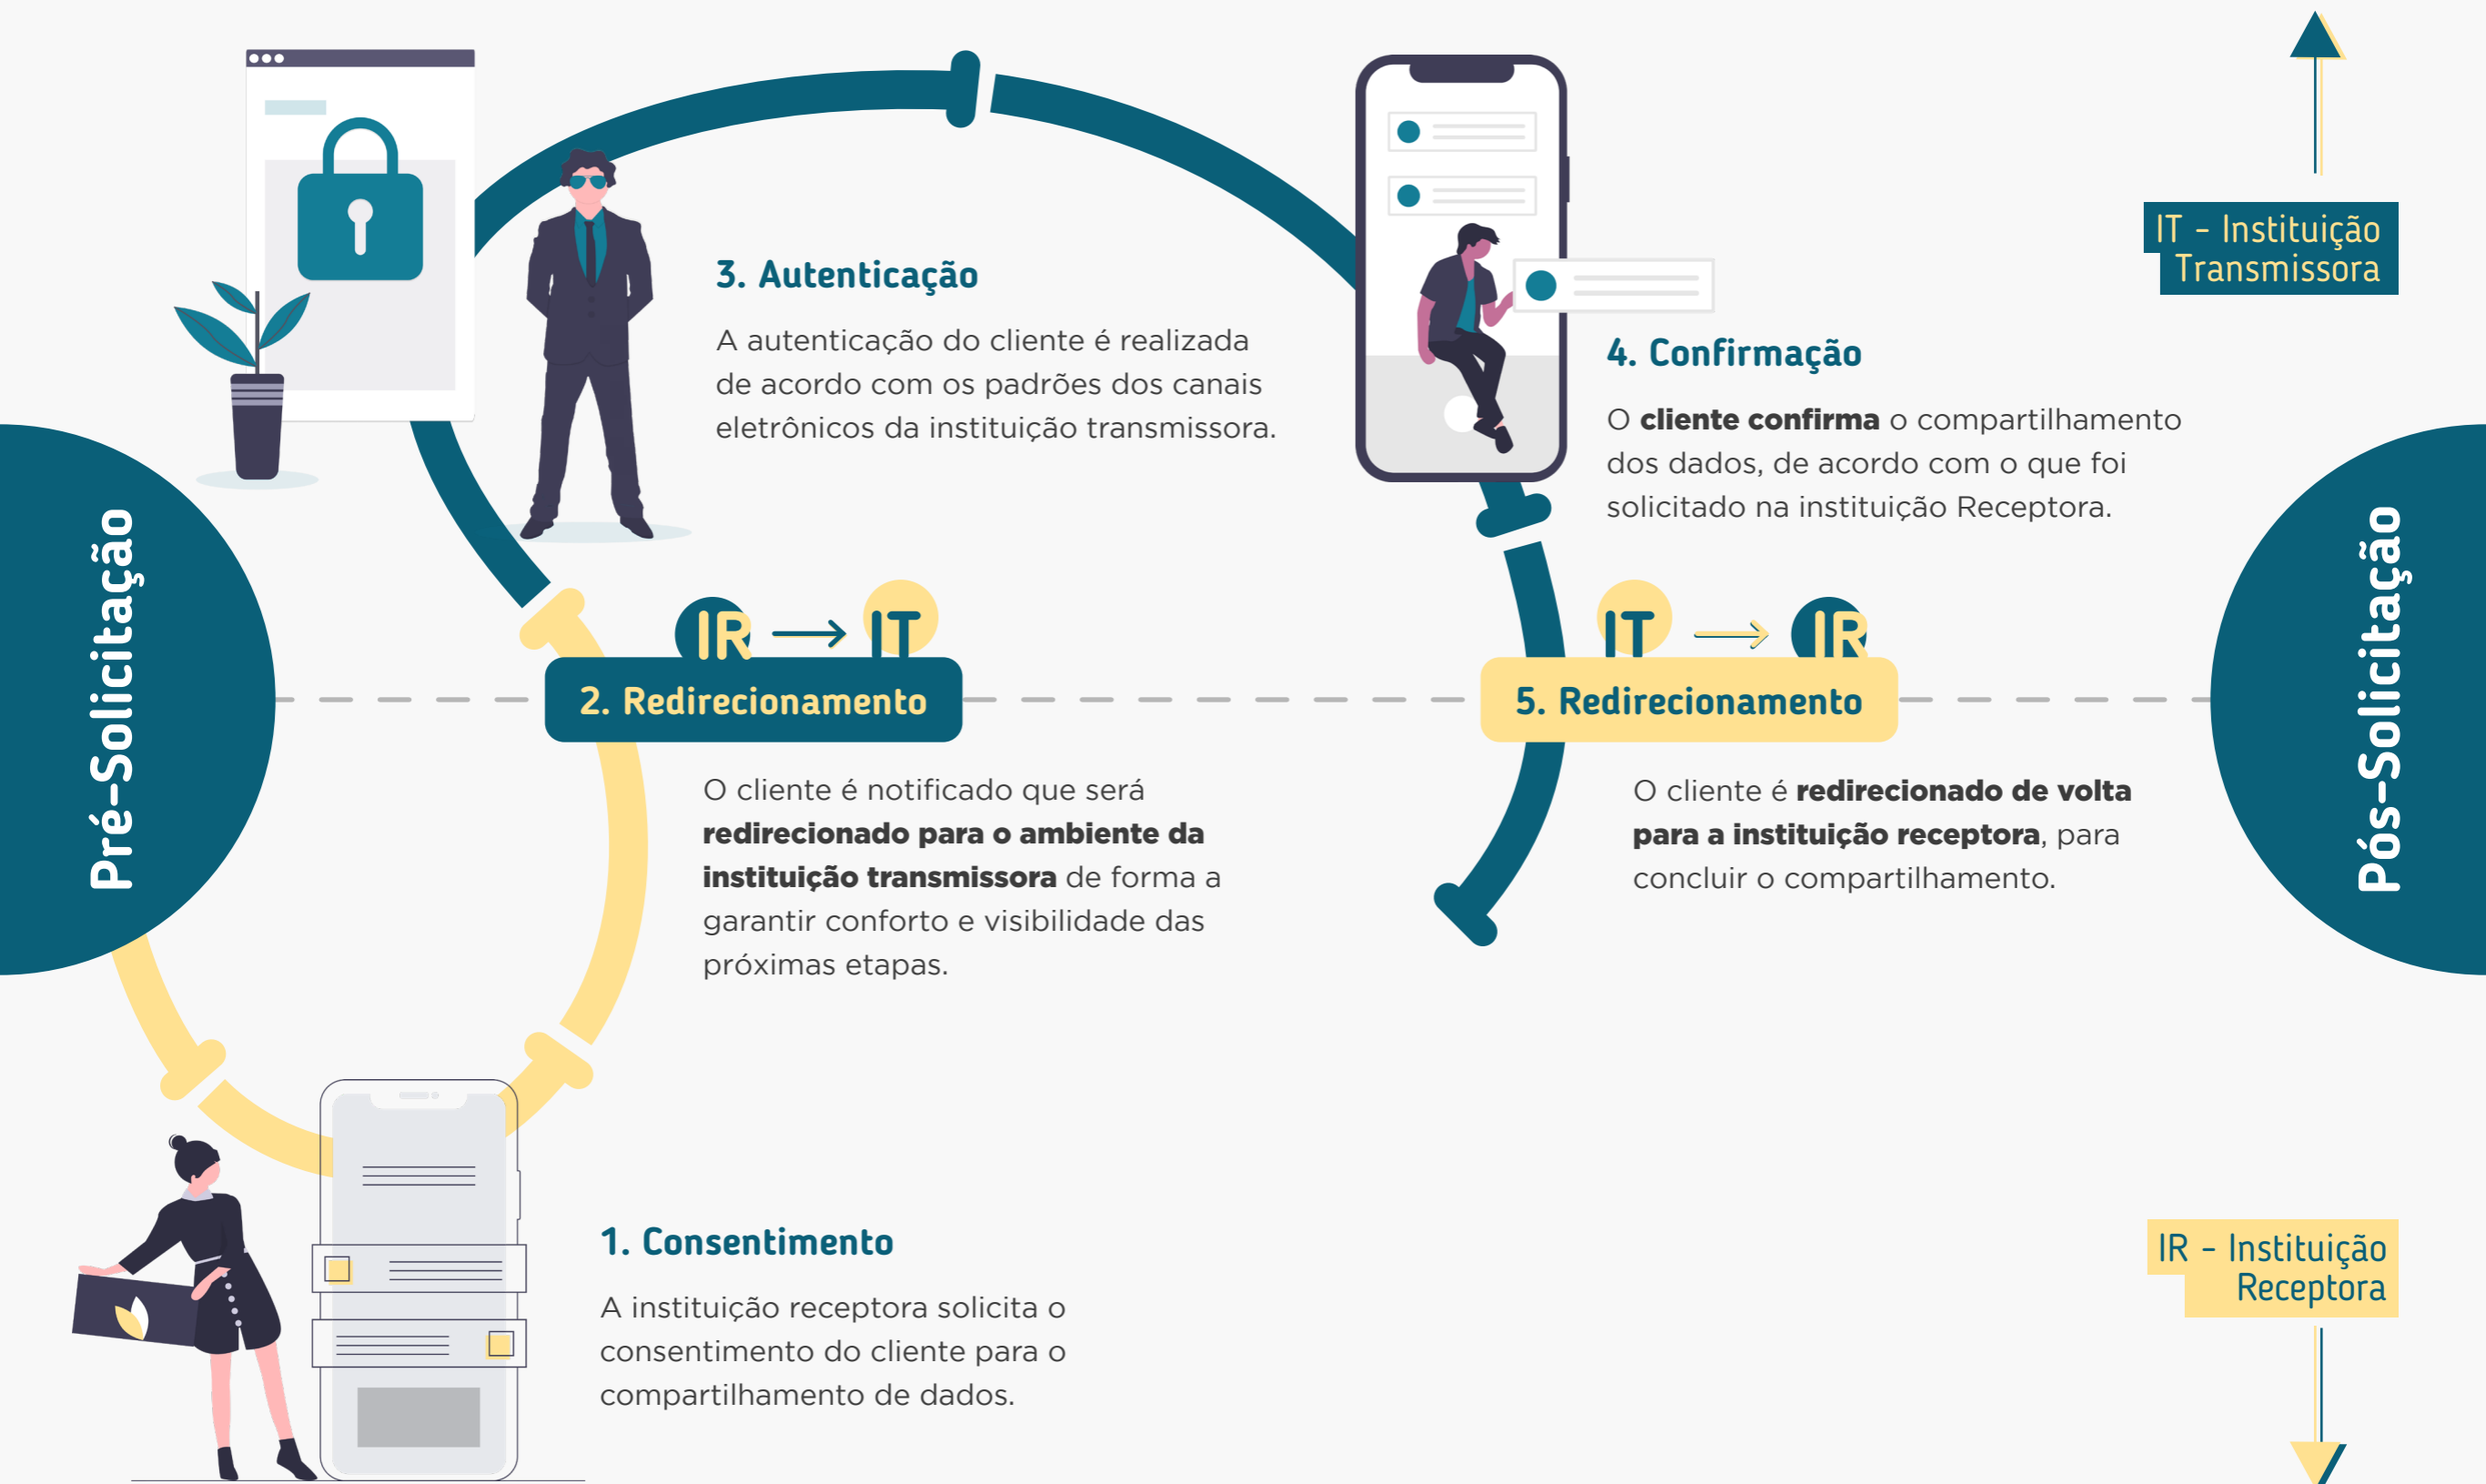 Pré-Solicitação
1. Consentimento
A instituição receptora solicita o
consentimento do cliente para o
compartilhamento de dados.
IR → IT
2. Redirecionamento
O cliente é notificado que será
redirecionado para o ambiente da
instituição transmissora de forma a
garantir conforto e visibilidade das
próximas etapas.
3. Autenticação
A autenticação do cliente é realizada
de acordo com os padrões dos canais
eletrônicos da instituição transmissora.
4. Confirmação
O cliente confirma o compartilhamento
dos dados, de acordo com o que foi
solicitado na instituição Receptora.
IT → IR
5. Redirecionamento
O cliente é redirecionado de volta
para a instituição receptora, para
concluir o compartilhamento.
Pós-Solicitação
IT - Instituição
Transmissora
IR - Instituição
Receptora